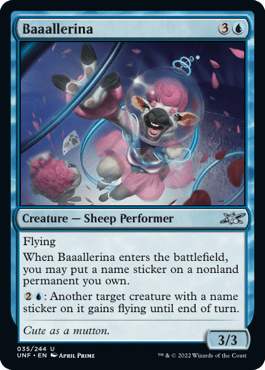 Baaallerina 3
Creature — Sheep Performer
Flying
When Baaallerina enters the battlefield,
you may put a name sticker on a nonland
permanent you own.
2: Another target creature with a name
sticker on it gains flying until end of turn.
Cute as a mutton.
3/3
035/244 U
UNF • EN April Prime
™ & © 2022 Wizards of the Coast